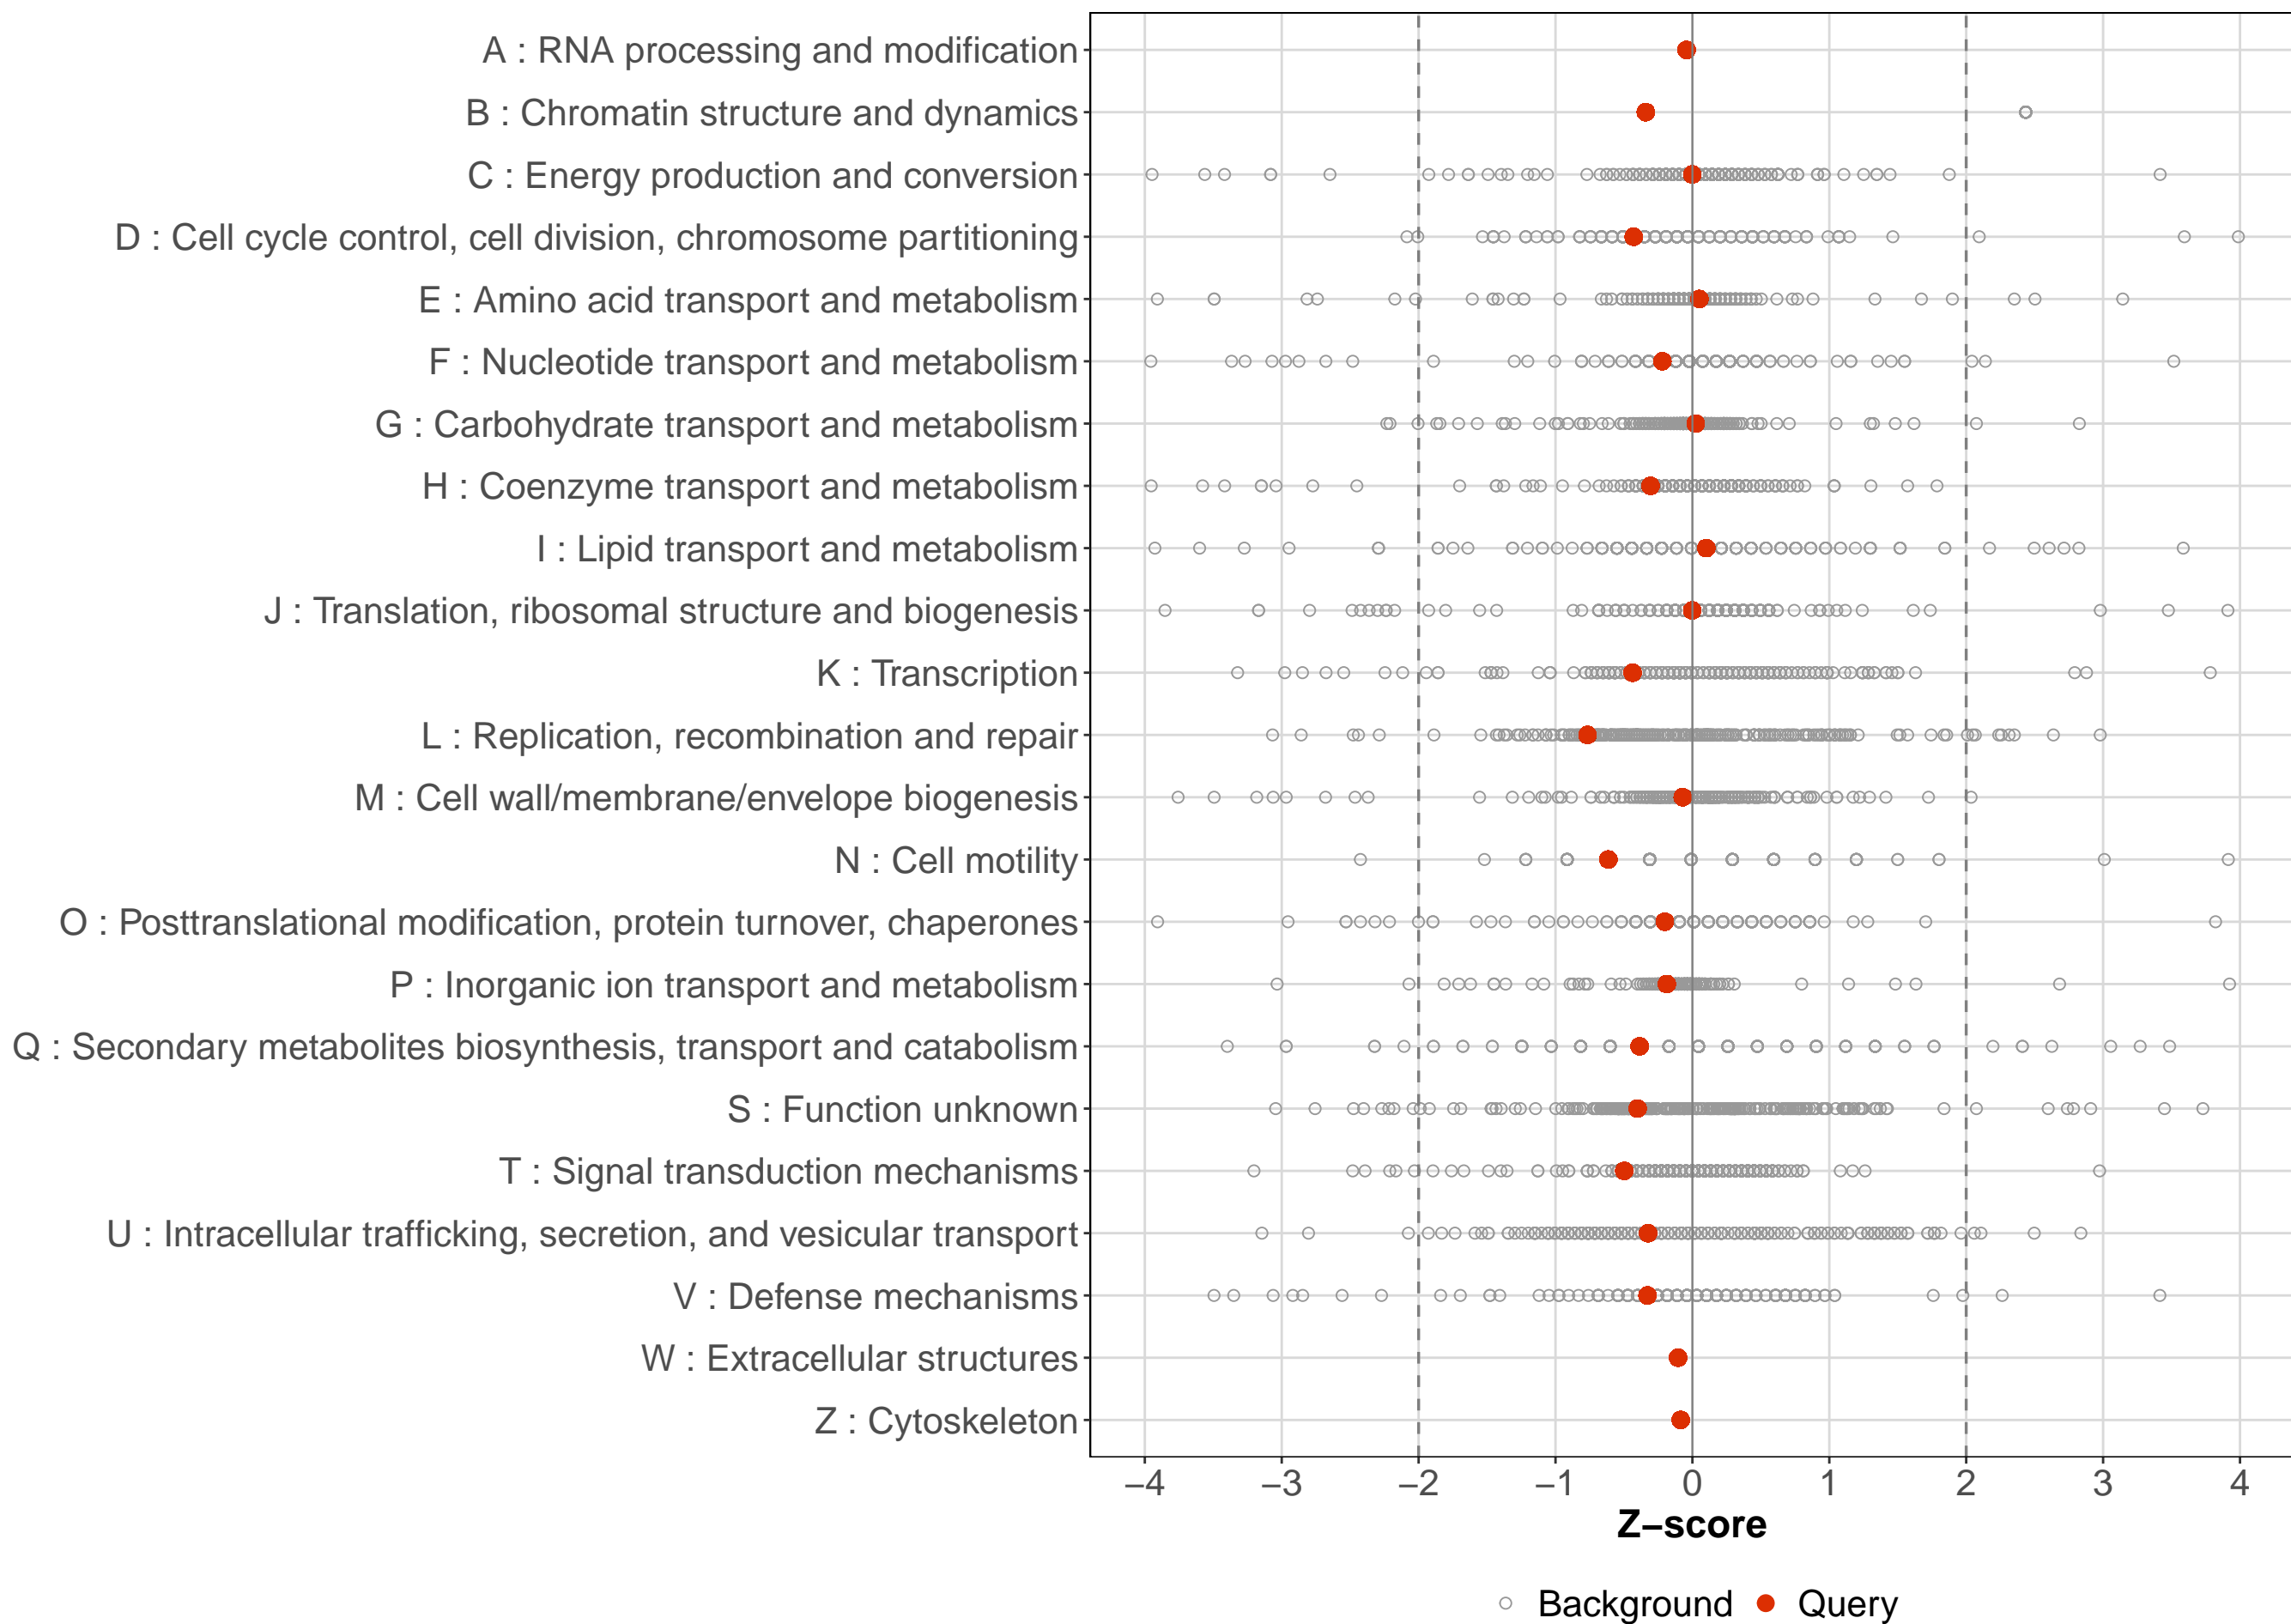 A : RNA processing and modification
B : Chromatin structure and dynamics
C : Energy production and conversion
D : Cell cycle control, cell division, chromosome partitioning
E : Amino acid transport and metabolism
F : Nucleotide transport and metabolism
G : Carbohydrate transport and metabolism
H : Coenzyme transport and metabolism
I : Lipid transport and metabolism
J : Translation, ribosomal structure and biogenesis
K : Transcription
L : Replication, recombination and repair
M : Cell wall/membrane/envelope biogenesis
N : Cell motility
O : Posttranslational modification, protein turnover, chaperones
P : Inorganic ion transport and metabolism
Q : Secondary metabolites biosynthesis, transport and catabolism
S : Function unknown
T : Signal transduction mechanisms
U : Intracellular trafficking, secretion, and vesicular transport
V : Defense mechanisms
W : Extracellular structures
Z : Cytoskeleton
−4 −3 −2 −1 0 1 2 3 4
Z−score
Background Query